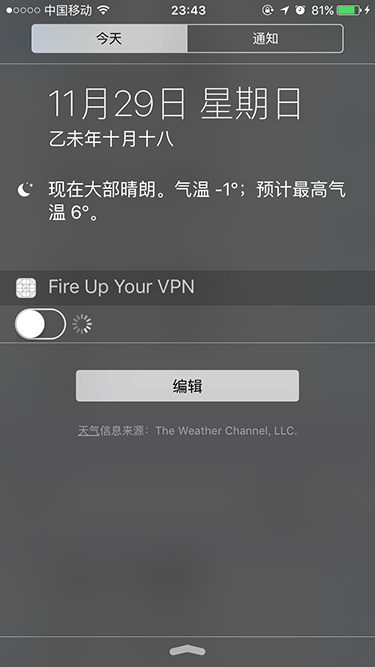 中国移动 23:43 81%
今天 通知
11月29日 星期日
乙未年十月十八
现在大部晴朗。气温 -1°；预计最高气
温 6°。
Fire Up Your VPN
编辑
天气信息来源：The Weather Channel, LLC.